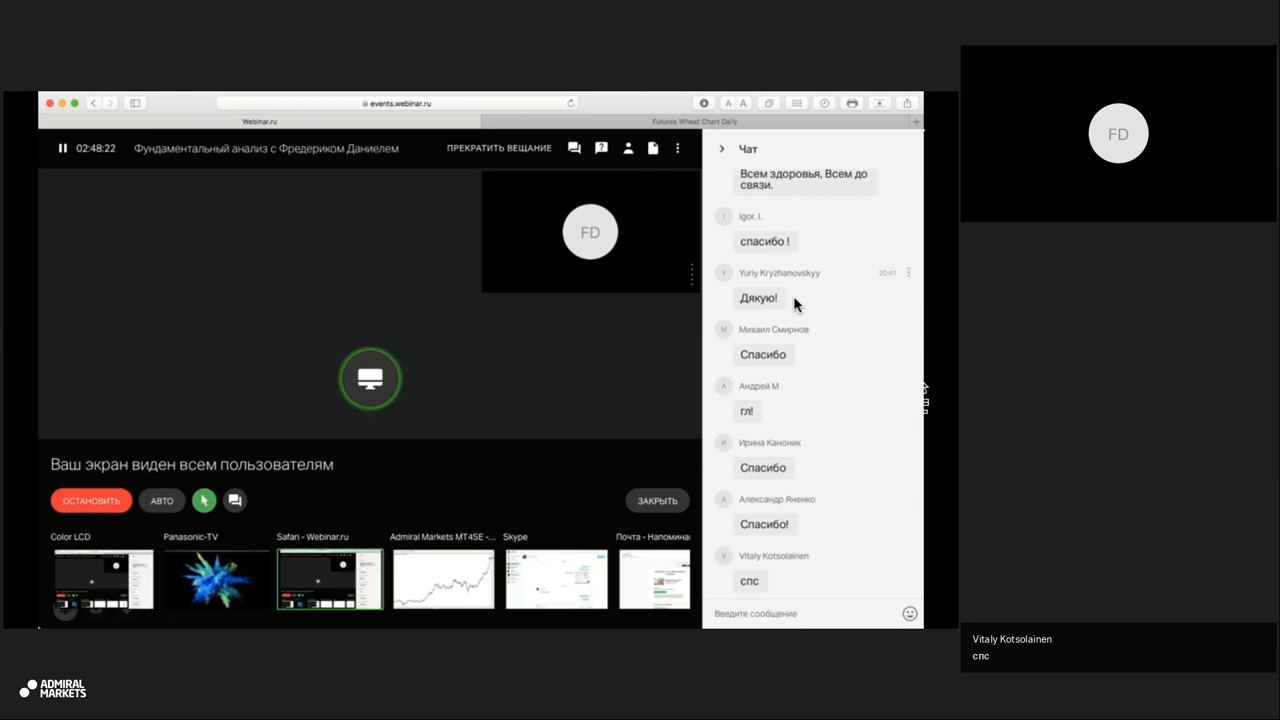 events.webinar.ru
A A
Webinar.ru
Futures Wheat Chart Daily
02:48:22
Фундаментальный анализ с Фредериком Даниелем
ПРЕКРАТИТЬ ВЕЩАНИЕ
Чат
Всем здоровья, Всем до
связи.
I
Igor. I.
спасибо !
Y
Yuriy Kryzhanovskyy
20:41
Дякую!
М
Михаил Смирнов
Спасибо
А
Андрей М
гл!
И
Ирина Каноник
Спасибо
А
Александр Яненко
Спасибо!
V
Vitaly Kotsolainen
спс
Введите сообщение
FD
Ваш экран виден всем пользователям
ОСТАНОВИТЬ
АВТО
ЗАКРЫТЬ
Color LCD
Panasonic-TV
Safari - Webinar.ru
Admiral Markets MT4SE -...
Skype
Почта - Напомина
FD
Vitaly Kotsolainen
спс
ADMIRAL
MARKETS